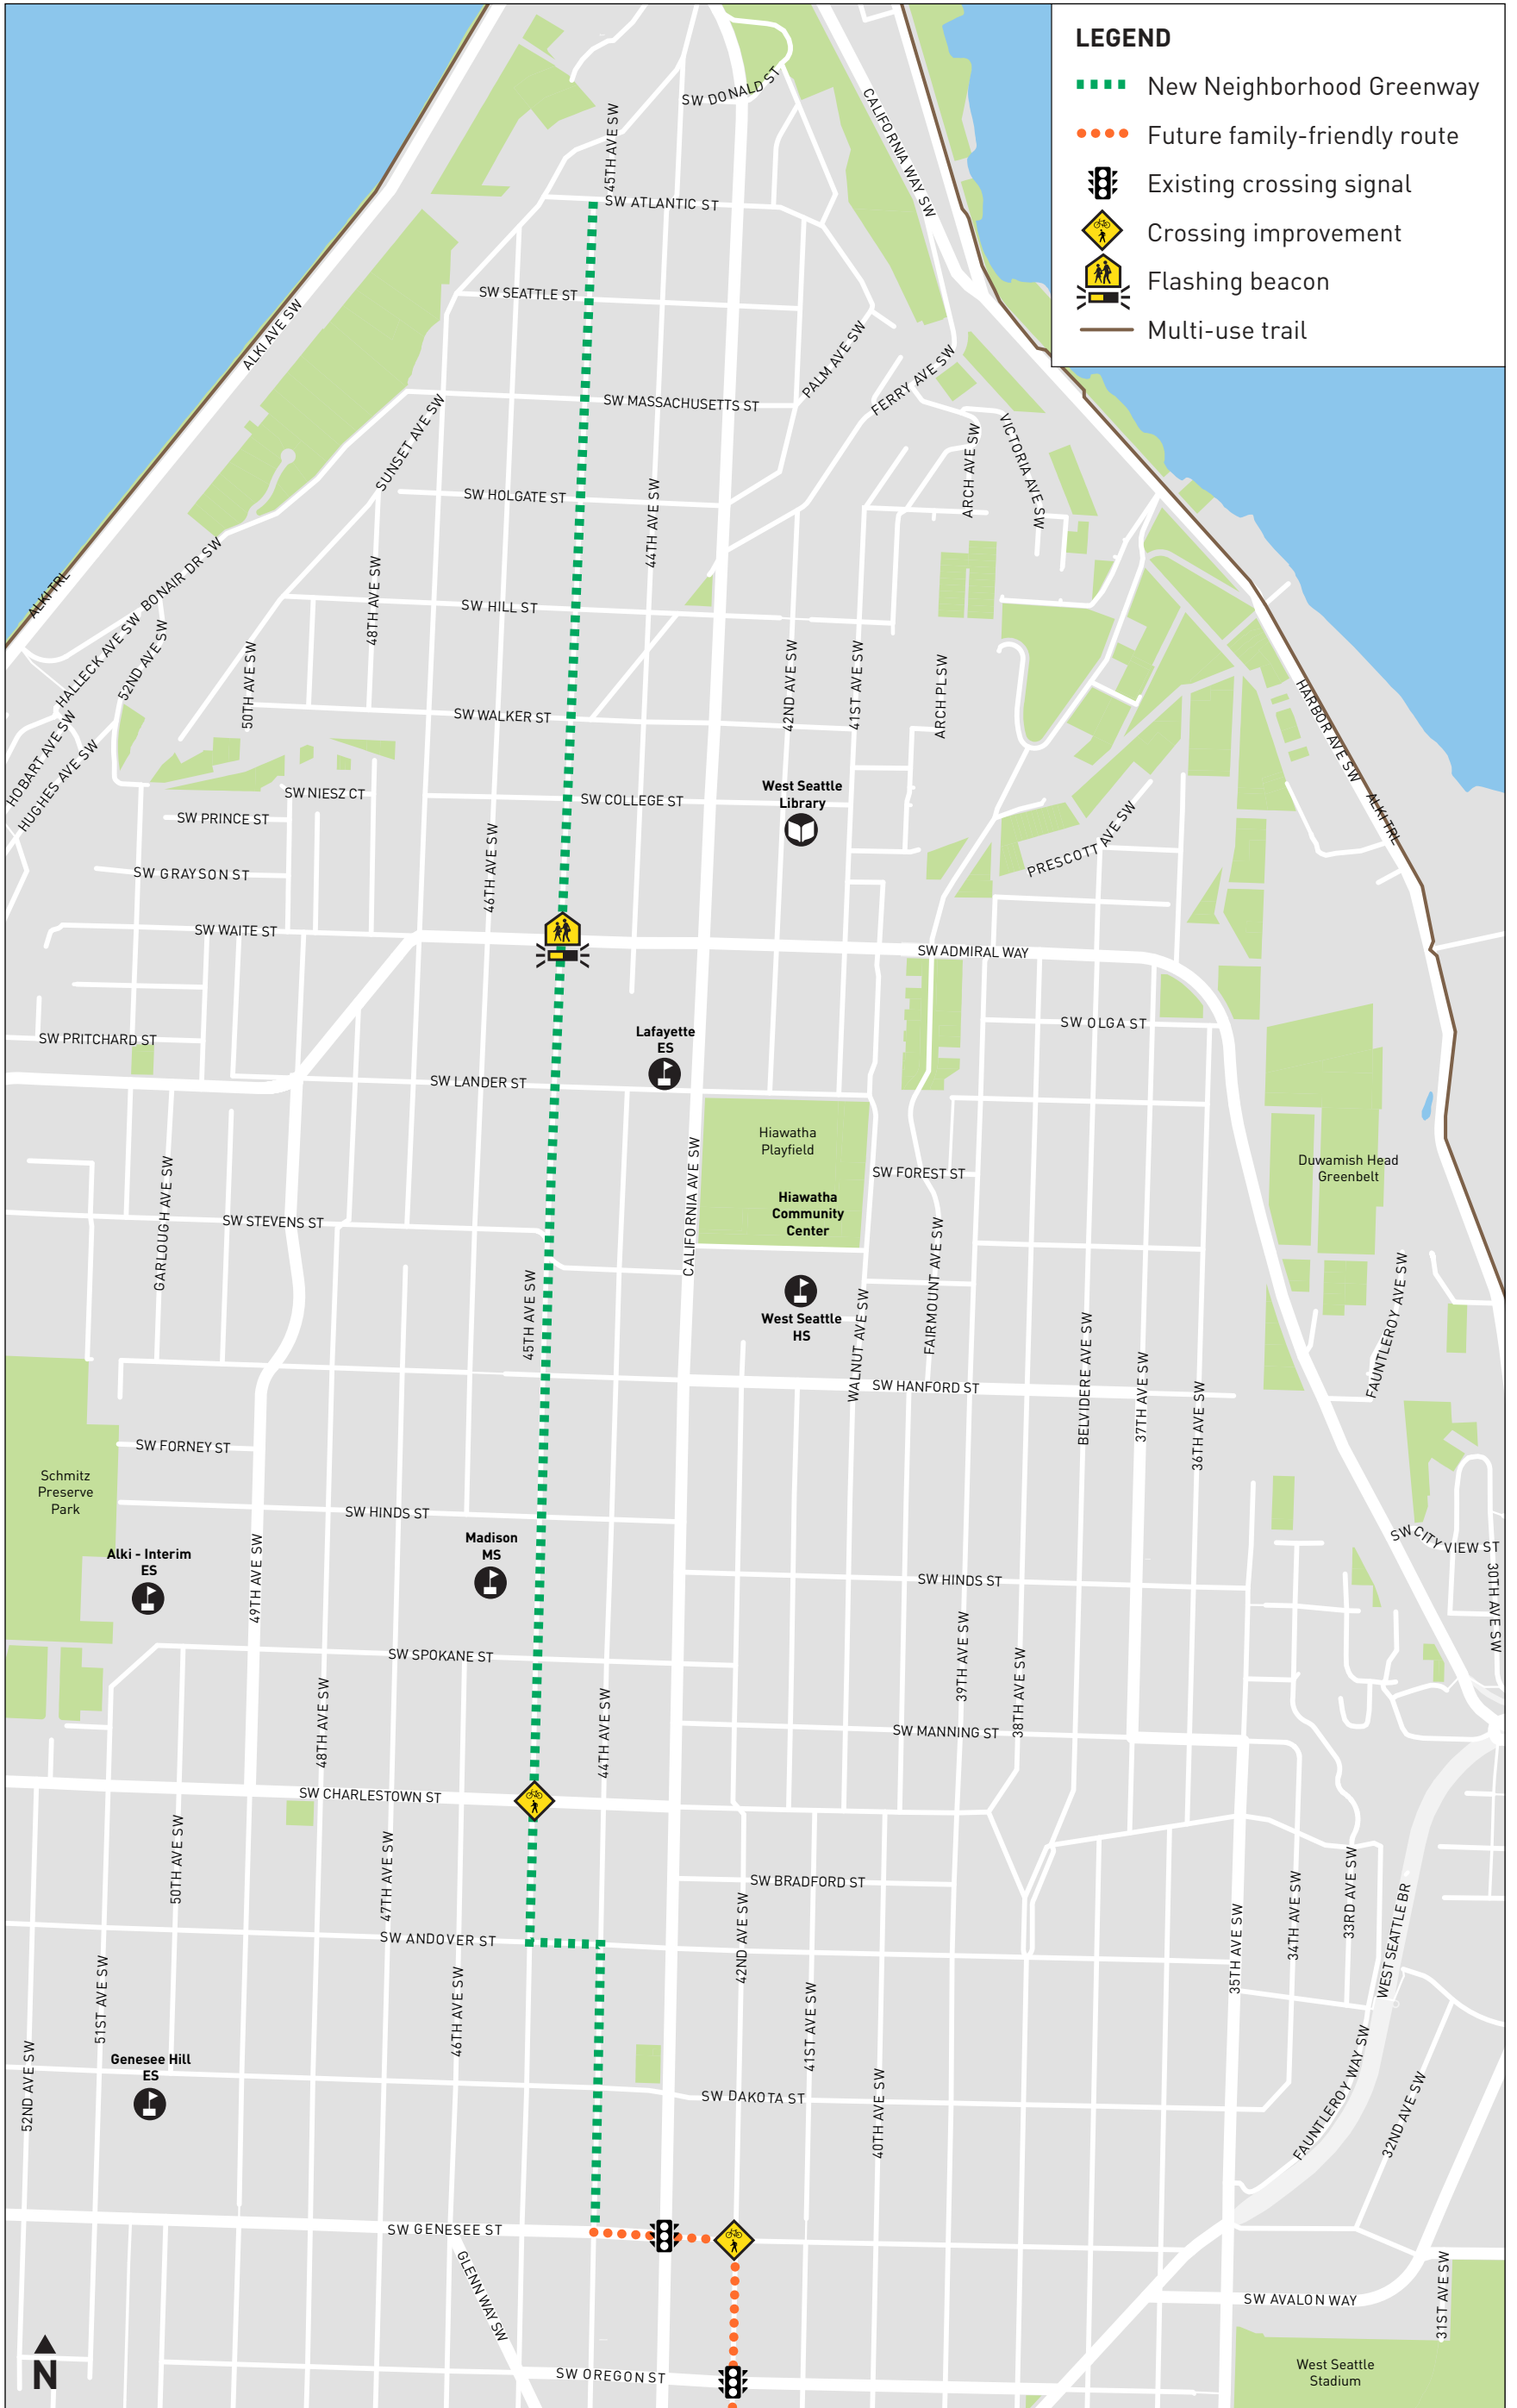 LEGEND
New Neighborhood Greenway
Future family-friendly route
Existing crossing signal
Crossing improvement
Flashing beacon
Multi-use trail
SW DONALD ST
CALIFORNIA WAY SW
45TH AVE SW
SW ATLANTIC ST
SW SEATTLE ST
ALKI AVE SW
PALM AVE SW
FERRY AVE SW
SW MASSACHUSETTS ST
SUNSET AVE SW
ARCH AVE SW
VICTORIA AVE SW
SW HOLGATE ST
44TH AVE SW
ALKI TRL
BONAIR DR SW
48TH AVE SW
SW HILL ST
HALLECK AVE SW
52ND AVE SW
50TH AVE SW
42ND AVE SW
41ST AVE SW
ARCH PL SW
HARBOR AVE SW
HOBART AVE SW
HUGHES AVE SW
SW WALKER ST
SW NIESZ CT
SW COLLEGE ST
West Seattle
Library
SW PRINCE ST
ALKI TRL
PRESCOTT AVE SW
46TH AVE SW
SW GRAYSON ST
SW WAITE ST
SW ADMIRAL WAY
SW OLGA ST
SW PRITCHARD ST
Lafayette
ES
SW LANDER ST
Hiawatha
Playfield
CALIFORNIA AVE SW
GARLOUGH AVE SW
SW FOREST ST
Duwamish Head
Greenbelt
Hiawatha
Community
Center
SW STEVENS ST
FAIRMOUNT AVE SW
45TH AVE SW
West Seattle
HS
WALNUT AVE SW
FAUNTLEROY AVE SW
BELVIDERE AVE SW
37TH AVE SW
36TH AVE SW
SW HANFORD ST
SW FORNEY ST
Schmitz
Preserve
Park
SW HINDS ST
Madison
MS
SW CITY VIEW ST
Alki - Interim
ES
49TH AVE SW
SW HINDS ST
30TH AVE SW
SW SPOKANE ST
39TH AVE SW
38TH AVE SW
48TH AVE SW
44TH AVE SW
SW MANNING ST
SW CHARLESTOWN ST
50TH AVE SW
47TH AVE SW
SW BRADFORD ST
42ND AVE SW
35TH AVE SW
34TH AVE SW
33RD AVE SW
WEST SEATTLE BR
SW ANDOVER ST
51ST AVE SW
46TH AVE SW
41ST AVE SW
52ND AVE SW
Genesee Hill
ES
SW DAKOTA ST
40TH AVE SW
FAUNTLEROY WAY SW
32ND AVE SW
SW GENESEE ST
GLENN WAY SW
SW AVALON WAY
31ST AVE SW
N
SW OREGON ST
West Seattle
Stadium